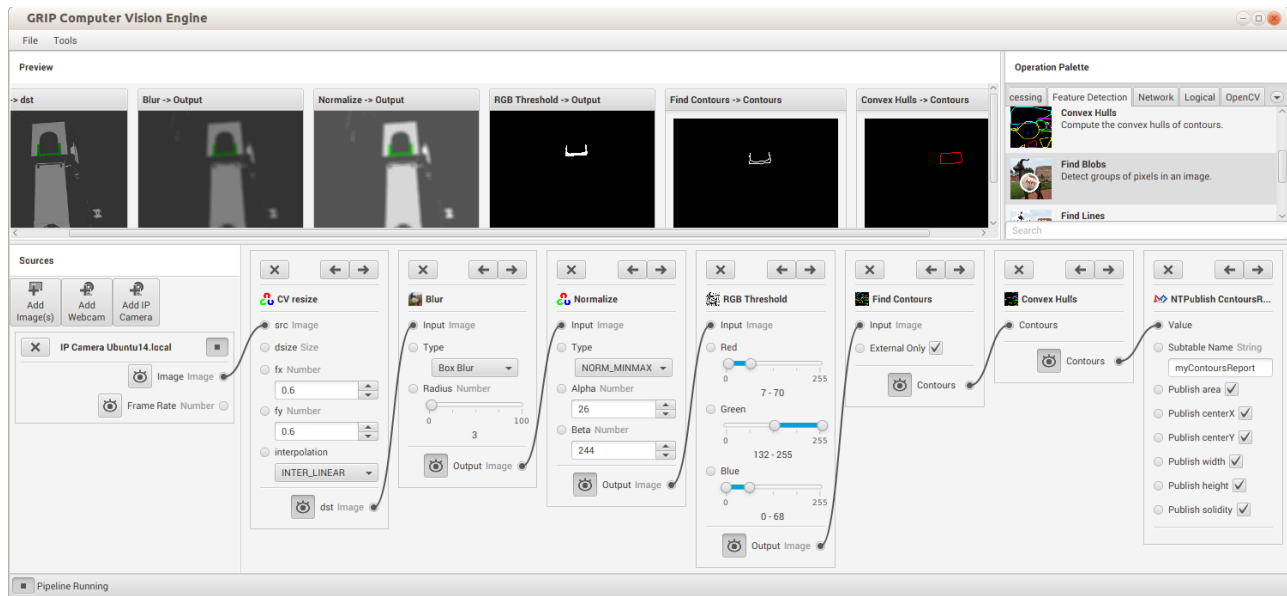 GRIP Computer Vision Engine
File Tools
Preview
-> dst
Blur -> Output
Normalize -> Output
RGB Threshold -> Output
Find Contours -> Contours
Convex Hulls -> Contours
Operation Palette
cessing Feature Detection Network Logical OpenCV
Convex Hulls
Compute the convex hulls of contours.
Find Blobs
Detect groups of pixels in an image.
Find Lines
Search
Sources
Add Image(s)
Add Webcam
Add IP Camera
IP Camera Ubuntu14.local
Image Image
Frame Rate Number
CV resize
src Image
dsize Size
fx Number
0.6
fy Number
0.6
interpolation
INTER_LINEAR
dst Image
Blur
Input Image
Type
Box Blur
Radius Number
0 100
3
Output Image
Normalize
Input Image
Type
NORM_MINMAX
Alpha Number
26
Beta Number
244
Output Image
RGB Threshold
Input Image
Red
0 255
7 - 70
Green
0 255
132 - 255
Blue
0 255
0 - 68
Output Image
Find Contours
Input Image
External Only
Contours
Convex Hulls
Contours
Contours
NTPublish ContoursR...
Value
Subtable Name String
myContoursReport
Publish area
Publish centerX
Publish centerY
Publish width
Publish height
Publish solidity
Pipeline Running